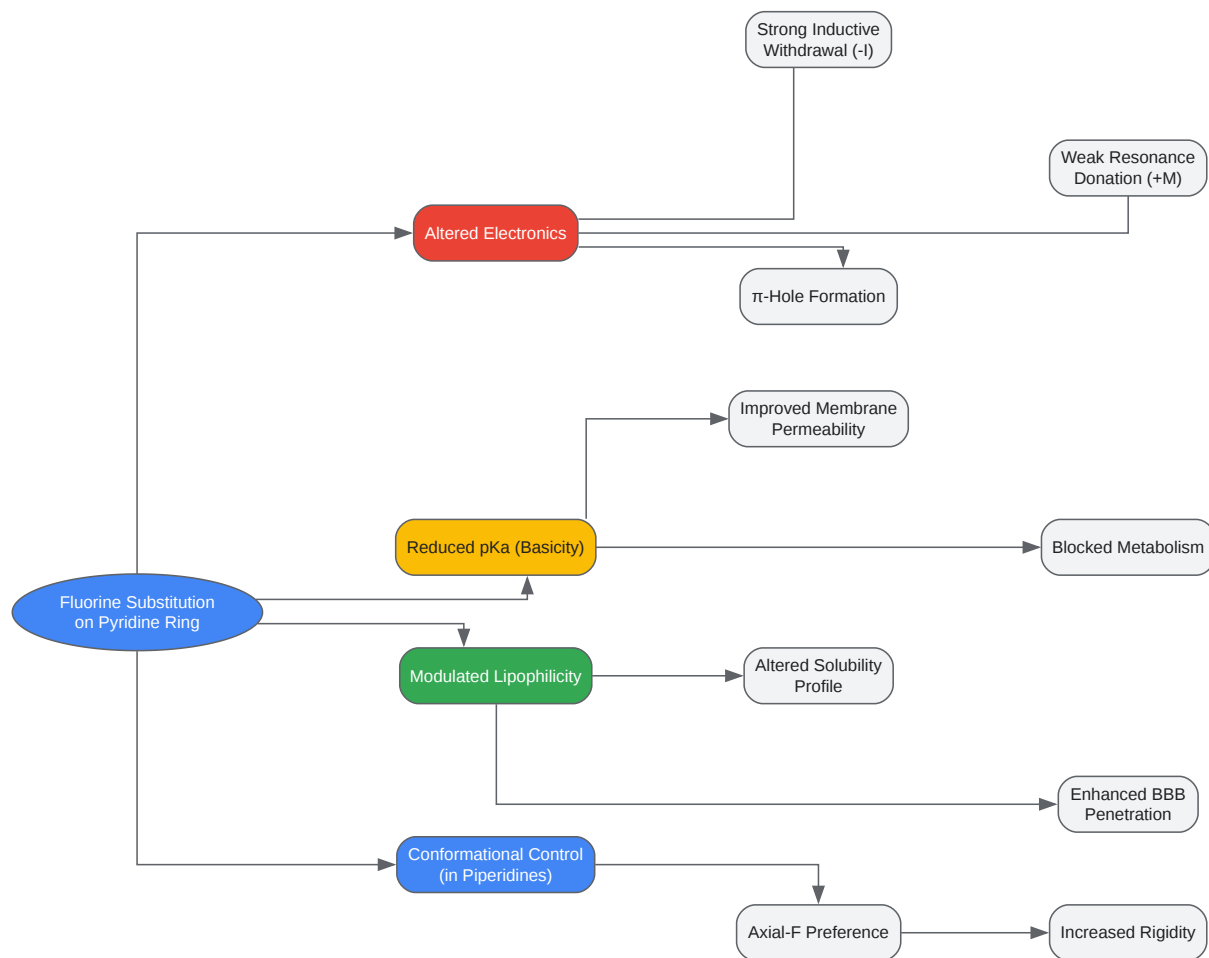 Strong Inductive
Withdrawal (-I)
Weak Resonance
Donation (+M)
Altered Electronics
π-Hole Formation
Improved Membrane
Permeability
Reduced pKa (Basicity)
Blocked Metabolism
Fluorine Substitution
on Pyridine Ring
Modulated Lipophilicity
Altered Solubility
Profile
Enhanced BBB
Penetration
Conformational Control
(in Piperidines)
Axial-F Preference
Increased Rigidity